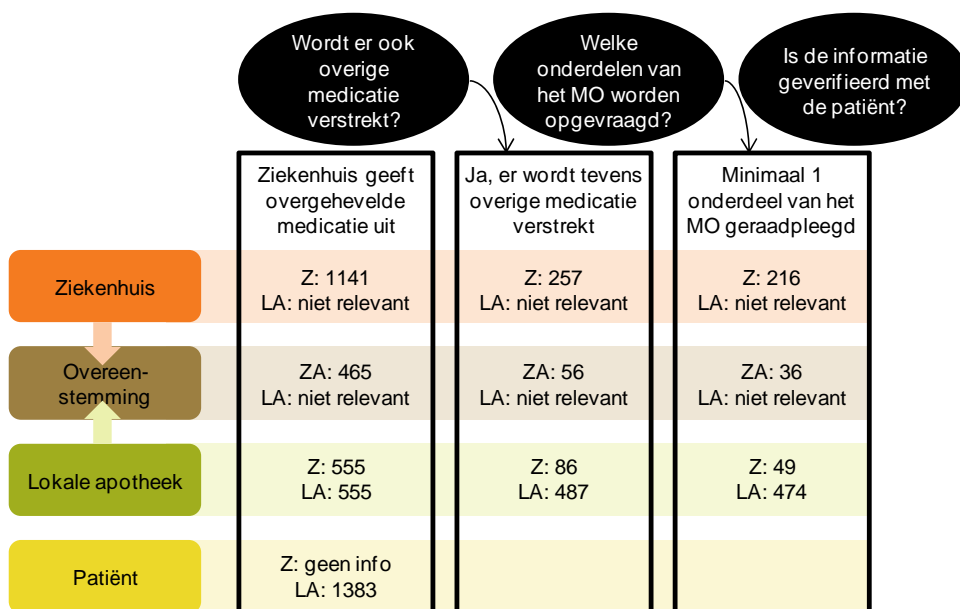 Wordt er ook
overige
medicatie
verstrekt?
Welke
onderdelen van
het MO worden
opgevraagd?
Is de informatie
geverifieerd met
de patiënt?
Ziekenhuis geeft
overgehevelde
medicatie uit
Ja, er wordt tevens
overige medicatie
verstrekt
Minimaal 1
onderdeel van het
MO geraadpleegd
Ziekenhuis
Z: 1141
LA: niet relevant
Z: 257
LA: niet relevant
Z: 216
LA: niet relevant
Overeen-
stemming
ZA: 465
LA: niet relevant
ZA: 56
LA: niet relevant
ZA: 36
LA: niet relevant
Lokale apotheek
Z: 555
LA: 555
Z: 86
LA: 487
Z: 49
LA: 474
Patiënt
Z: geen info
LA: 1383